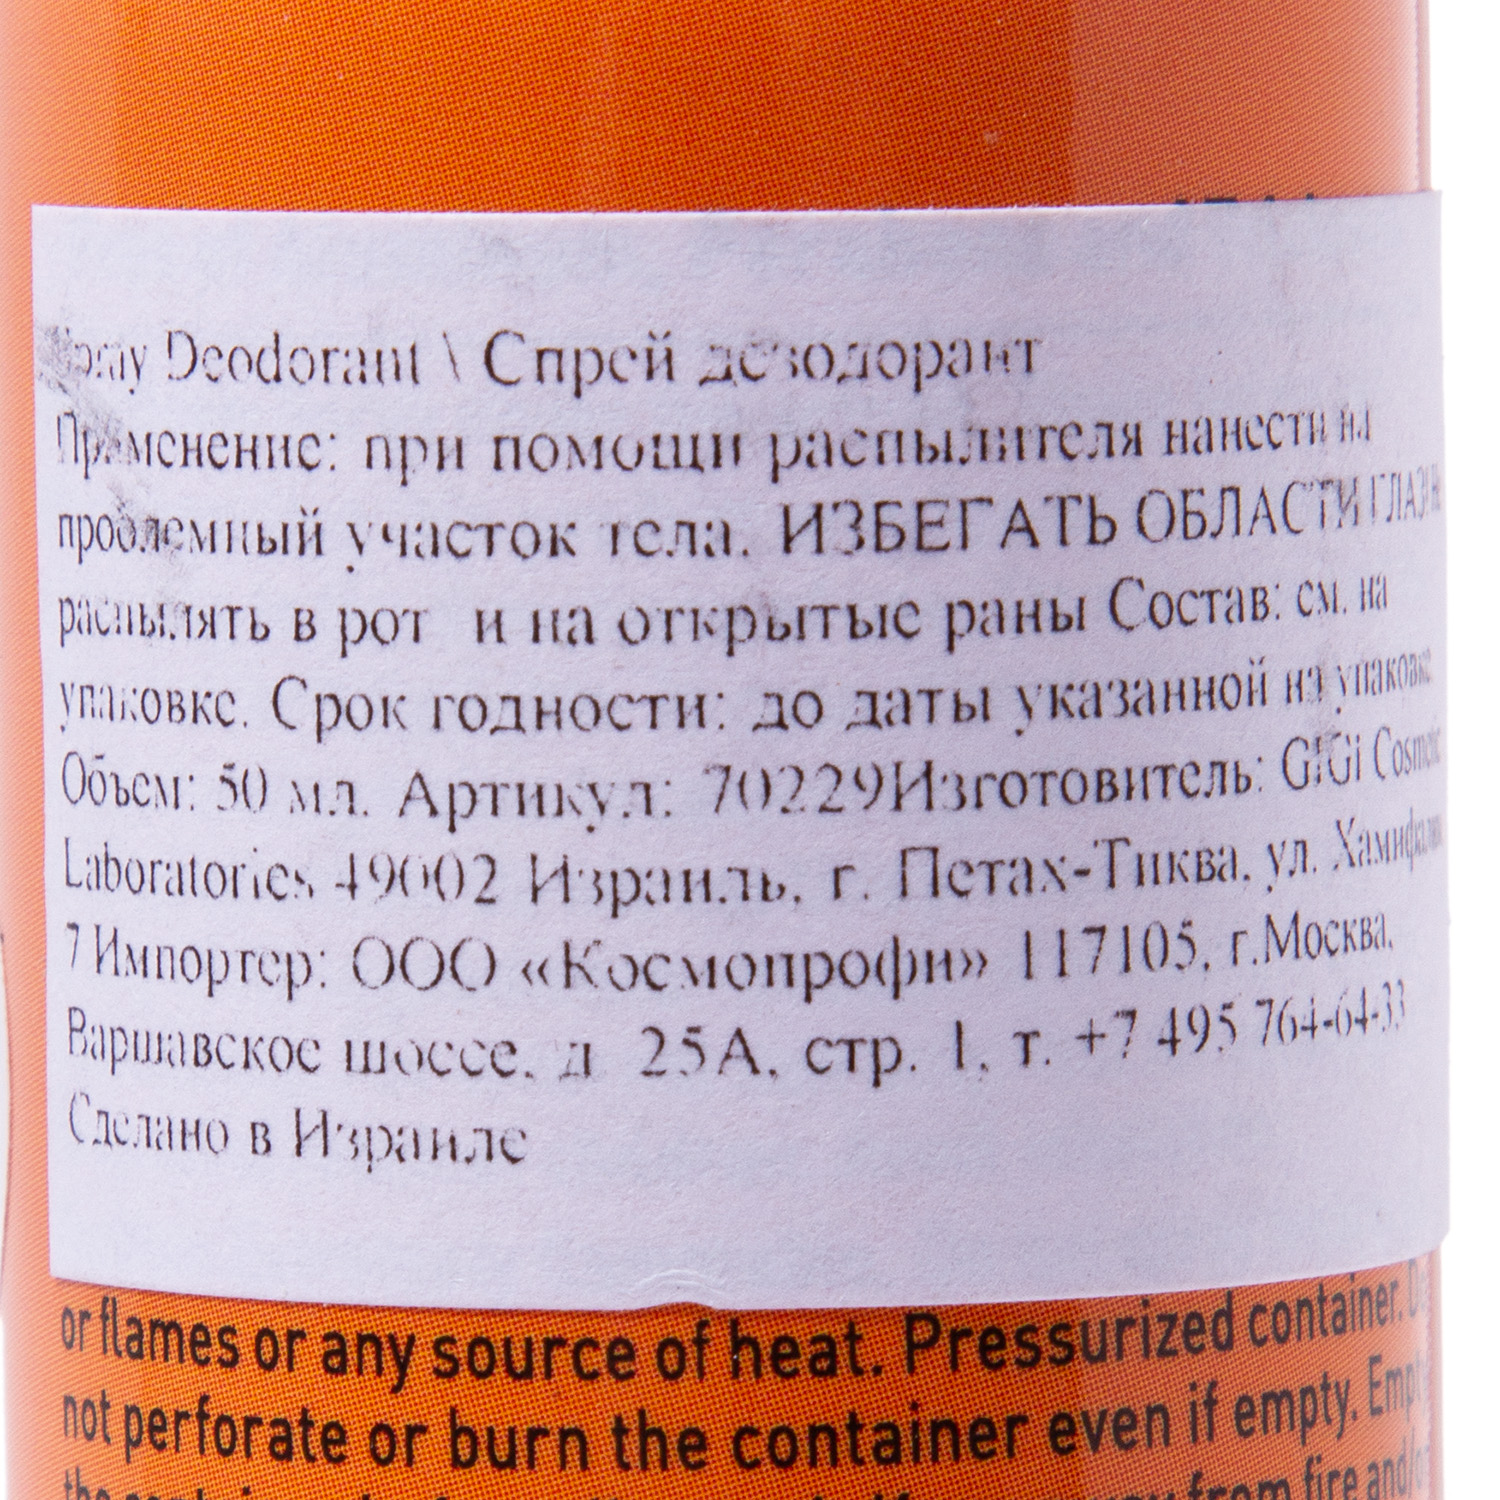 Spray Deodorant \ Спрей дезодорант
Применение: при помощи распылителя нанести на
проблемный участок тела. ИЗБЕГАТЬ ОБЛАСТИ ГЛАЗ!
распылять в рот и на открытые раны Состав: см. на
упаковке. Срок годности: до даты указанной на упаковке
Объем: 50 мл. Артикул: 70229Изготовитель: GIGi Cosmetic
Laboratories 49002 Израиль, г. Петах-Тиква, ул.
7 Импортер: ООО «Космопрофи» 117105, г.Москва,
Варшавское шоссе, д 25А, стр. 1, т. +7 495 764-64-33
Сделано в Израиле
or flames or any source of heat. Pressurized container.
not perforate or burn the container even if empty.
from fire and/or